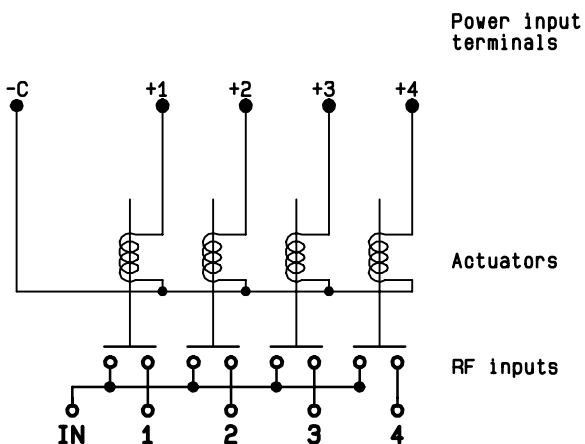 Power input
terminals
-C +1 +2 +3 +4
Actuators
RF inputs
IN 1 2 3 4